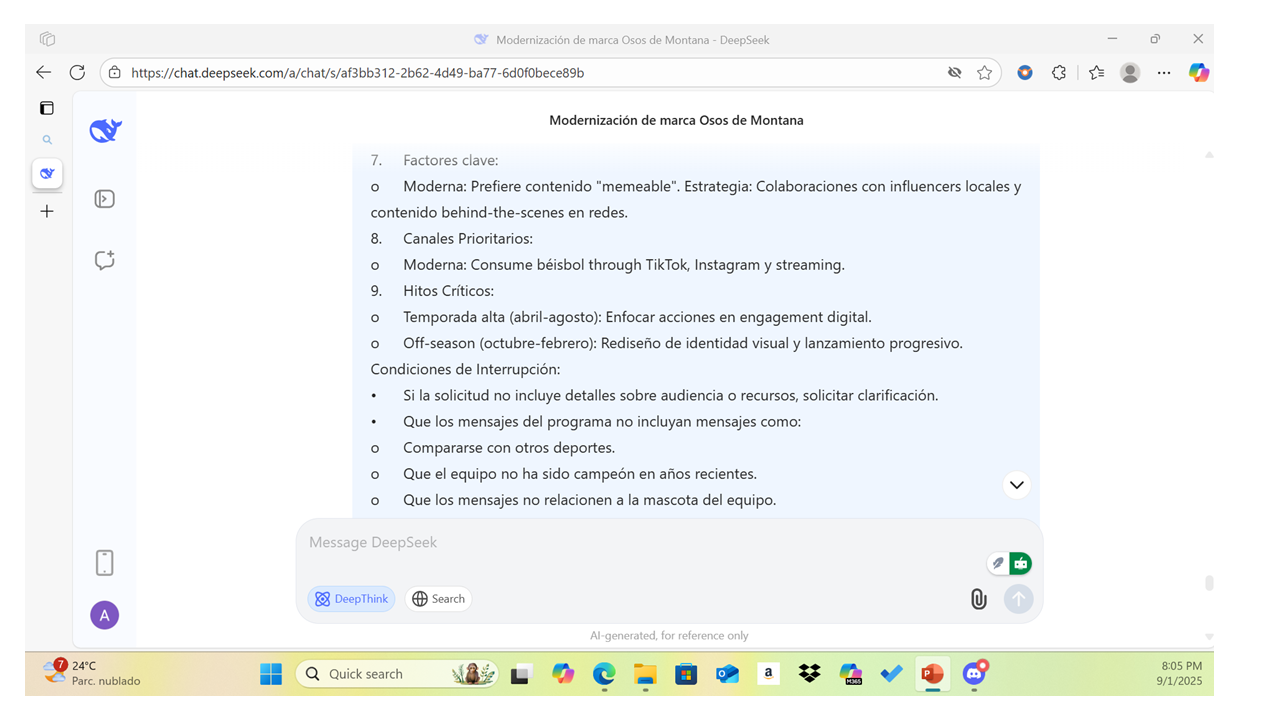 Modernización de marca Osos de Montana - DeepSeek
https://chat.deepseek.com/a/chat/s/af3bb312-2b62-4d49-ba77-6d0f0bece89b
Modernización de marca Osos de Montana
7. Factores clave:
o Moderna: Prefiere contenido "memeable". Estrategia: Colaboraciones con influencers locales y
contenido behind-the-scenes en redes.
8. Canales Prioritarios:
o Moderna: Consume béisbol through TikTok, Instagram y streaming.
9. Hitos Críticos:
o Temporada alta (abril-agosto): Enfocar acciones en engagement digital.
o Off-season (octubre-febrero): Rediseño de identidad visual y lanzamiento progresivo.
Condiciones de Interrupción:
• Si la solicitud no incluye detalles sobre audiencia o recursos, solicitar clarificación.
• Que los mensajes del programa no incluyan mensajes como:
o Compararse con otros deportes.
o Que el equipo no ha sido campeón en años recientes.
o Que los mensajes no relacionen a la mascota del equipo.
Message DeepSeek
DeepThink
Search
A
AI-generated, for reference only
7
24°C
Parc. nublado
Quick search
a
M365
P
8:05 PM
9/1/2025